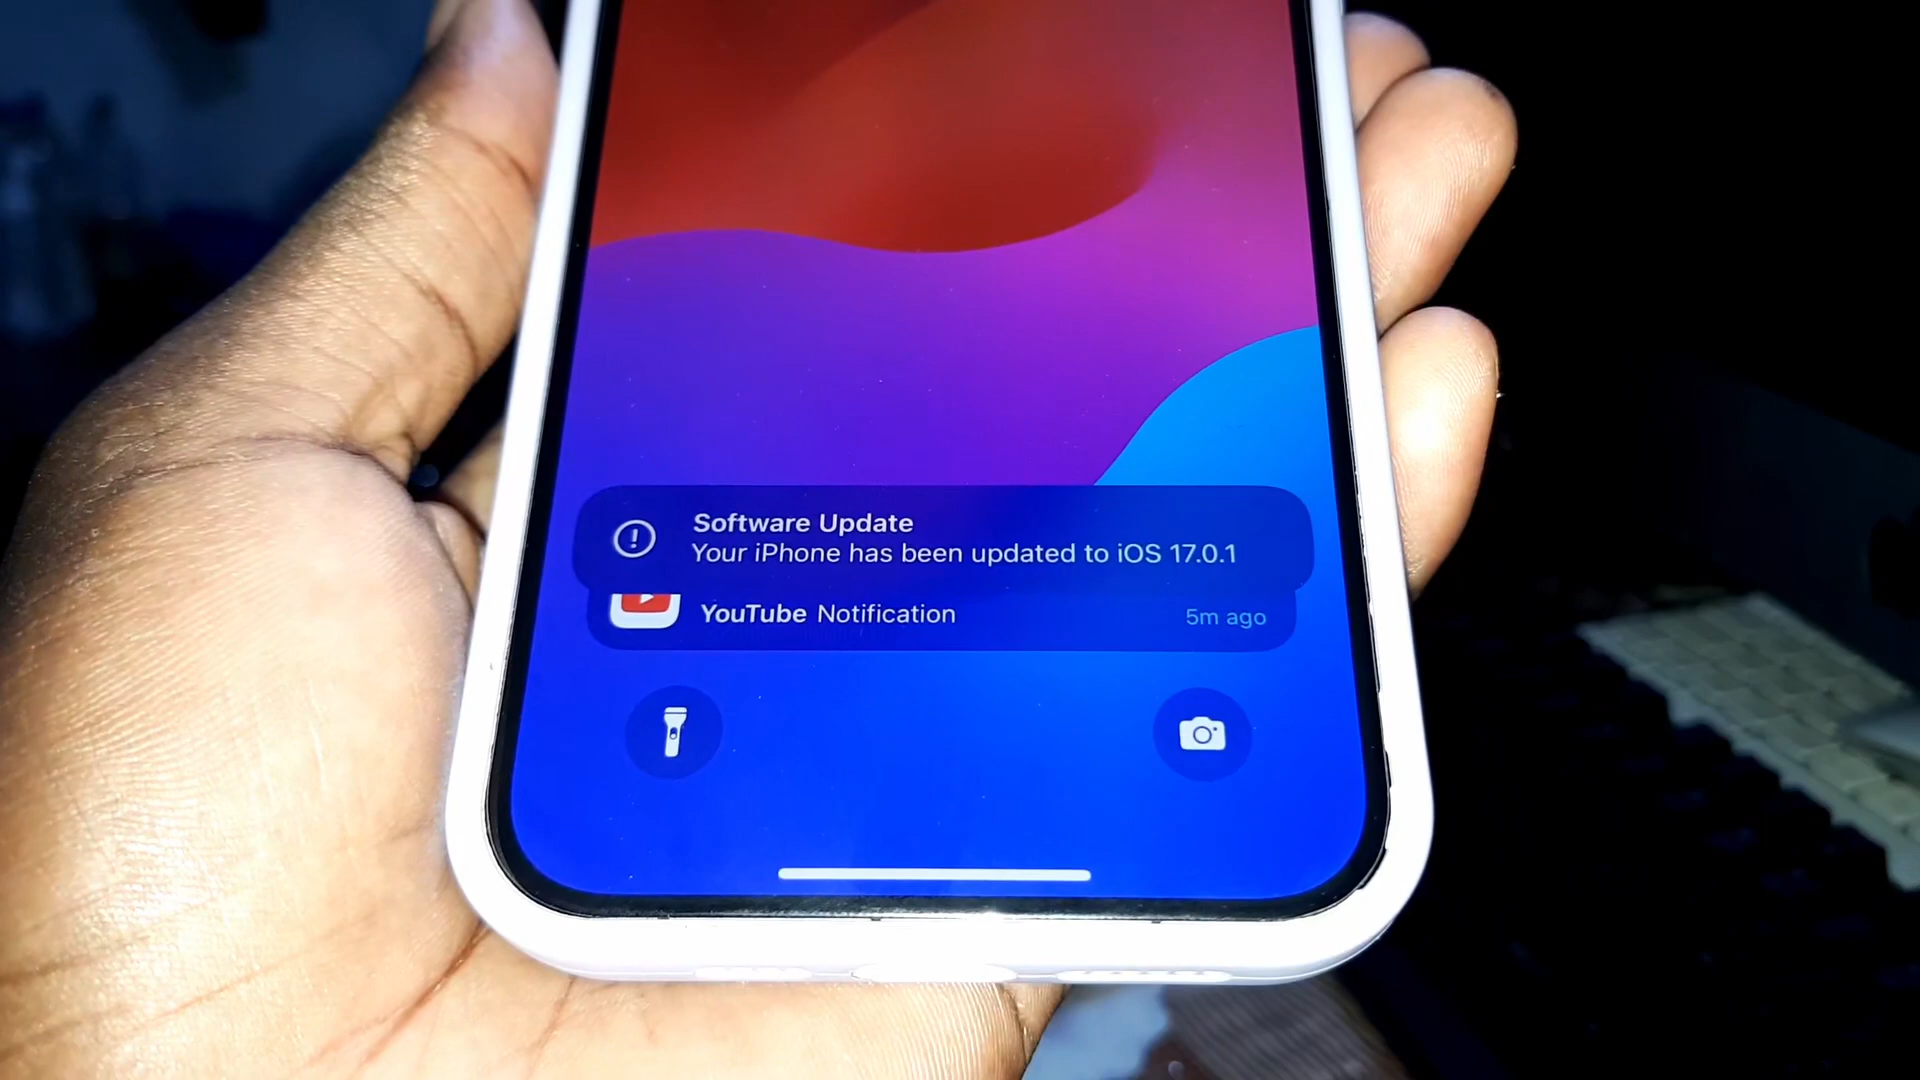 Software Update
Your iPhone has been updated to iOS 17.0.1
YouTube Notification
5m ago